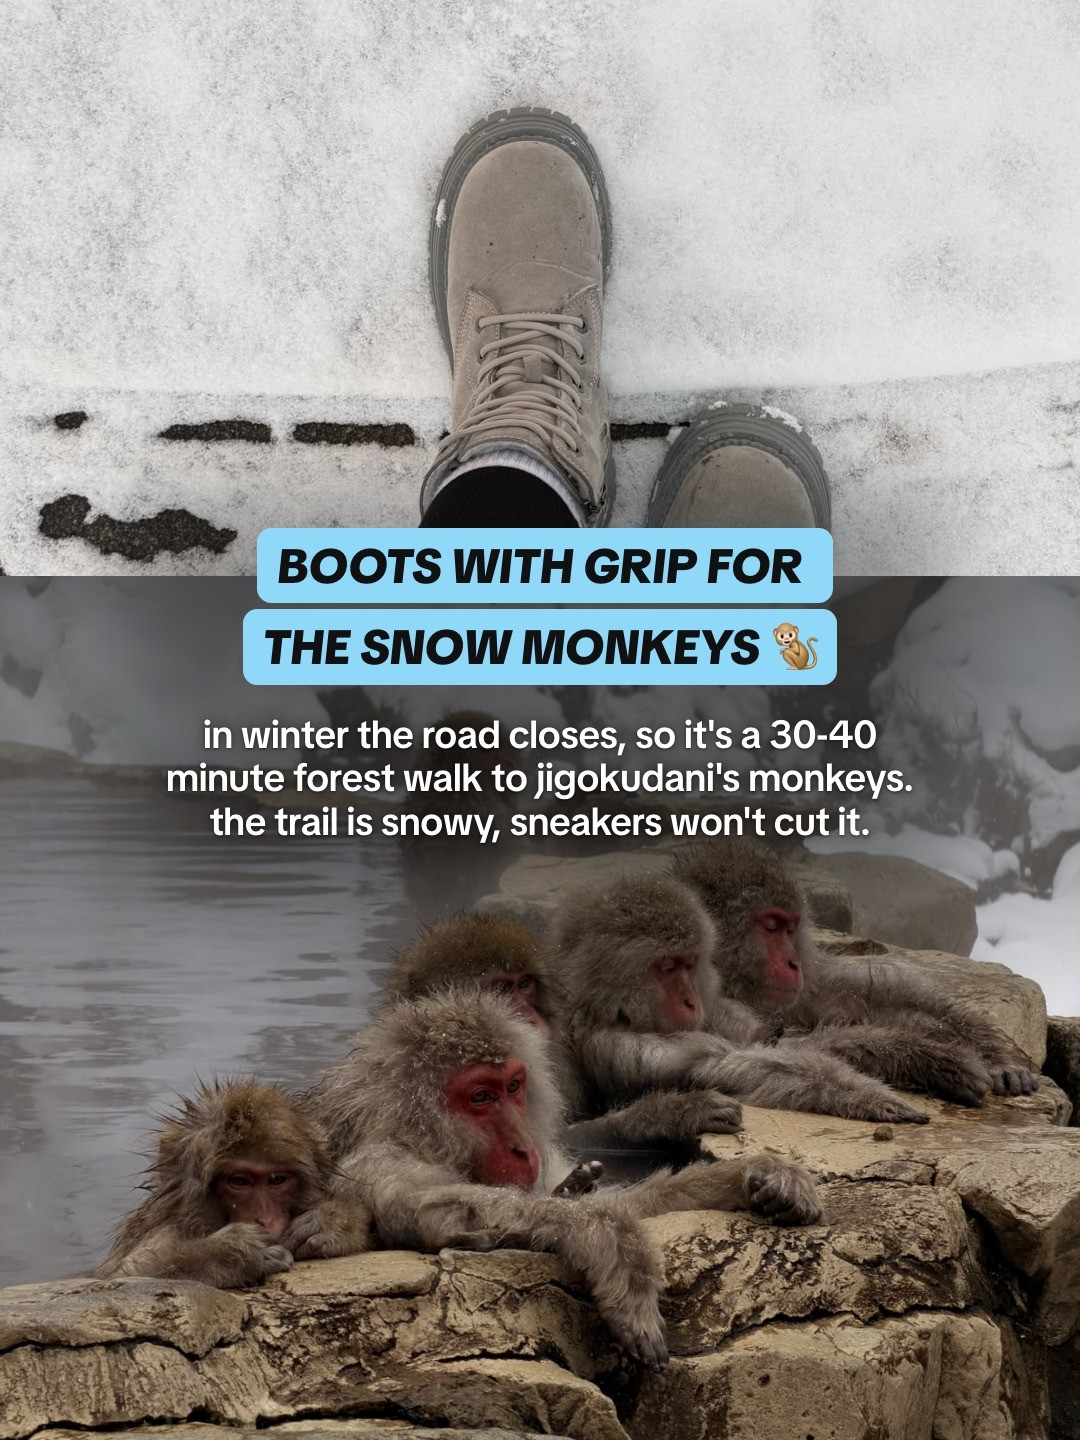 BOOTS WITH GRIP FOR
THE SNOW MONKEYS 🐒
in winter the road closes, so it's a 30-40
minute forest walk to jigokudani's monkeys.
the trail is snowy, sneakers won't cut it.